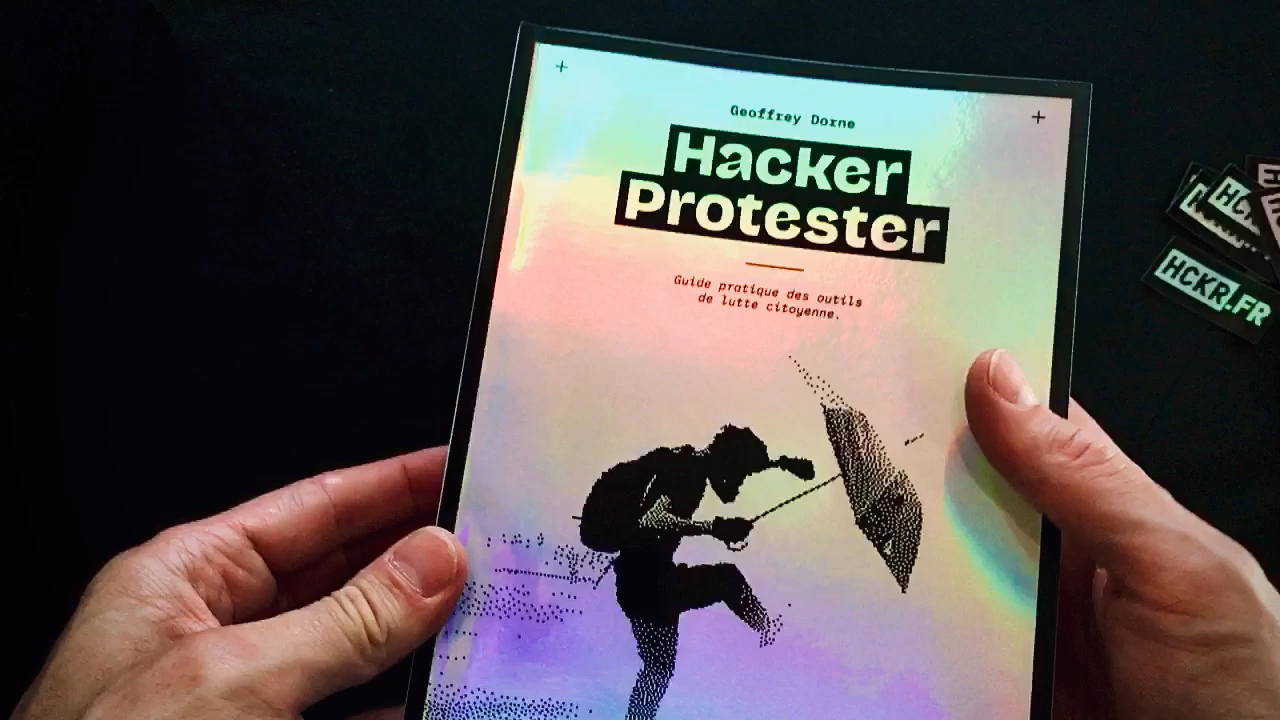 Geoffrey Dorne
Hacker
Protester
Guide pratique des outils
de lutte citoyenne.
HCKR.FR